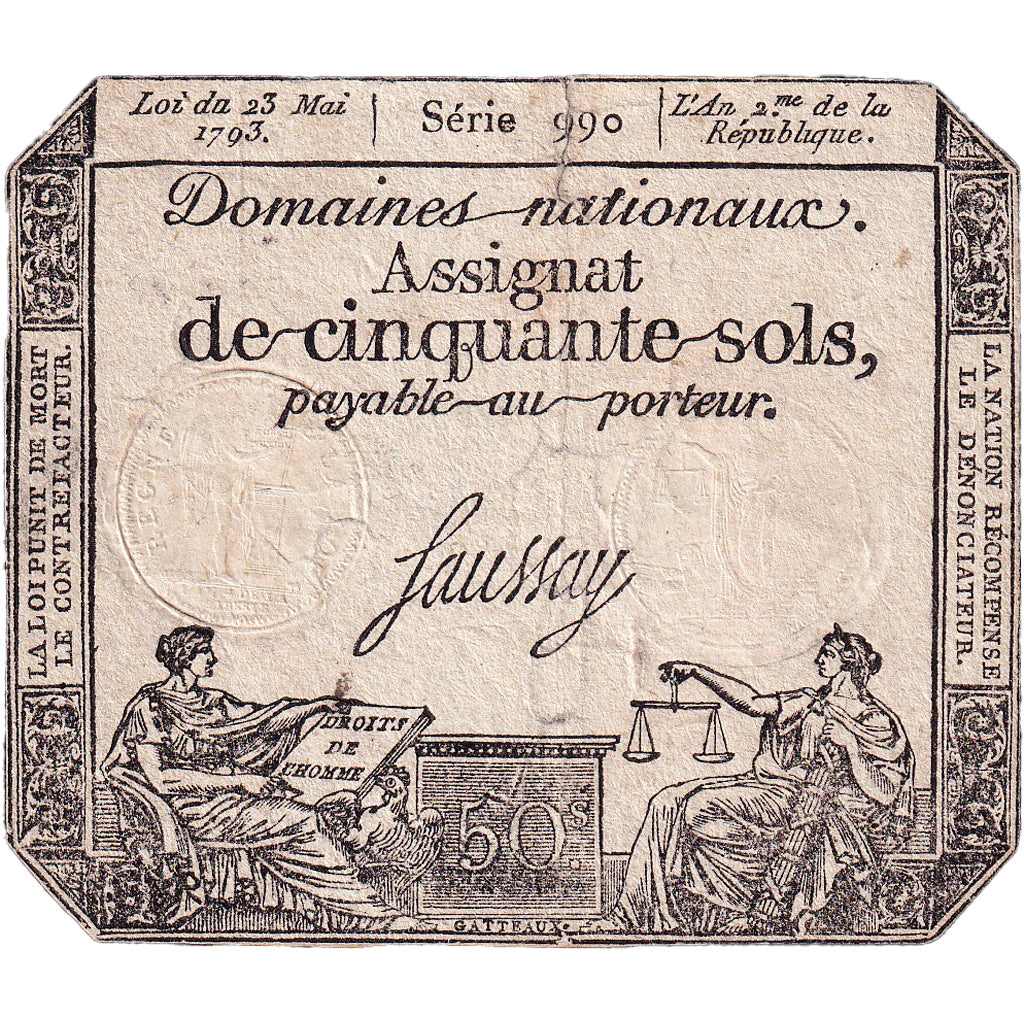 Loi du 23 Mai
1793.
Série 990
L'An 2.me de la
République.
Domaines nationaux.
Assignat
de cinquante sols,
payable au porteur.
LA LOI PUNIT DE MORT
LE CONTREFACTEUR.
LA NATION RÉCOMPENSE
LE DÉNONCIATEUR.
REGNE D
Saussay
DROITS
DE
L'HOMME
50 s.
GATTEAUX.